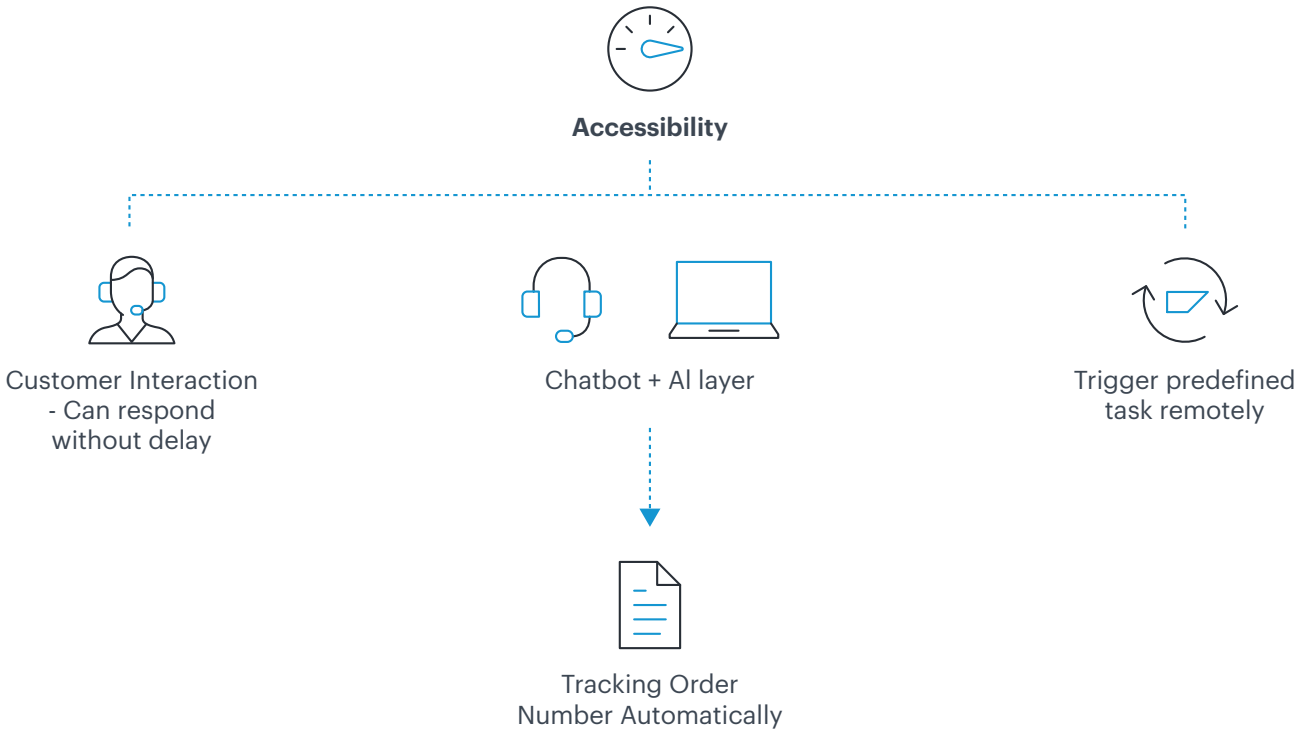 Accessibility
Customer Interaction
- Can respond
without delay
Chatbot + AI layer
Trigger predefined
task remotely
Tracking Order
Number Automatically